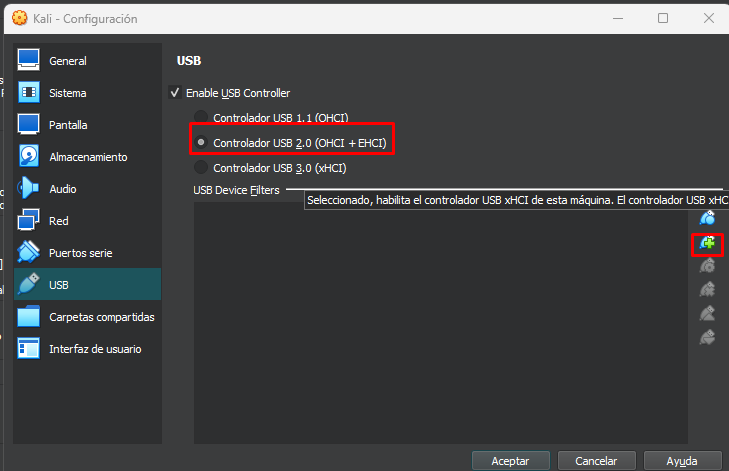 Kali - Configuración
General
Sistema
Pantalla
Almacenamiento
Audio
Red
Puertos serie
USB
Carpetas compartidas
Interfaz de usuario
USB
Enable USB Controller
Controlador USB 1.1 (OHCI)
Controlador USB 2.0 (OHCI + EHCI)
Controlador USB 3.0 (xHCI)
USB Device Filters
Seleccionado, habilita el controlador USB xHCI de esta máquina. El controlador USB xHC
Aceptar
Cancelar
Ayuda